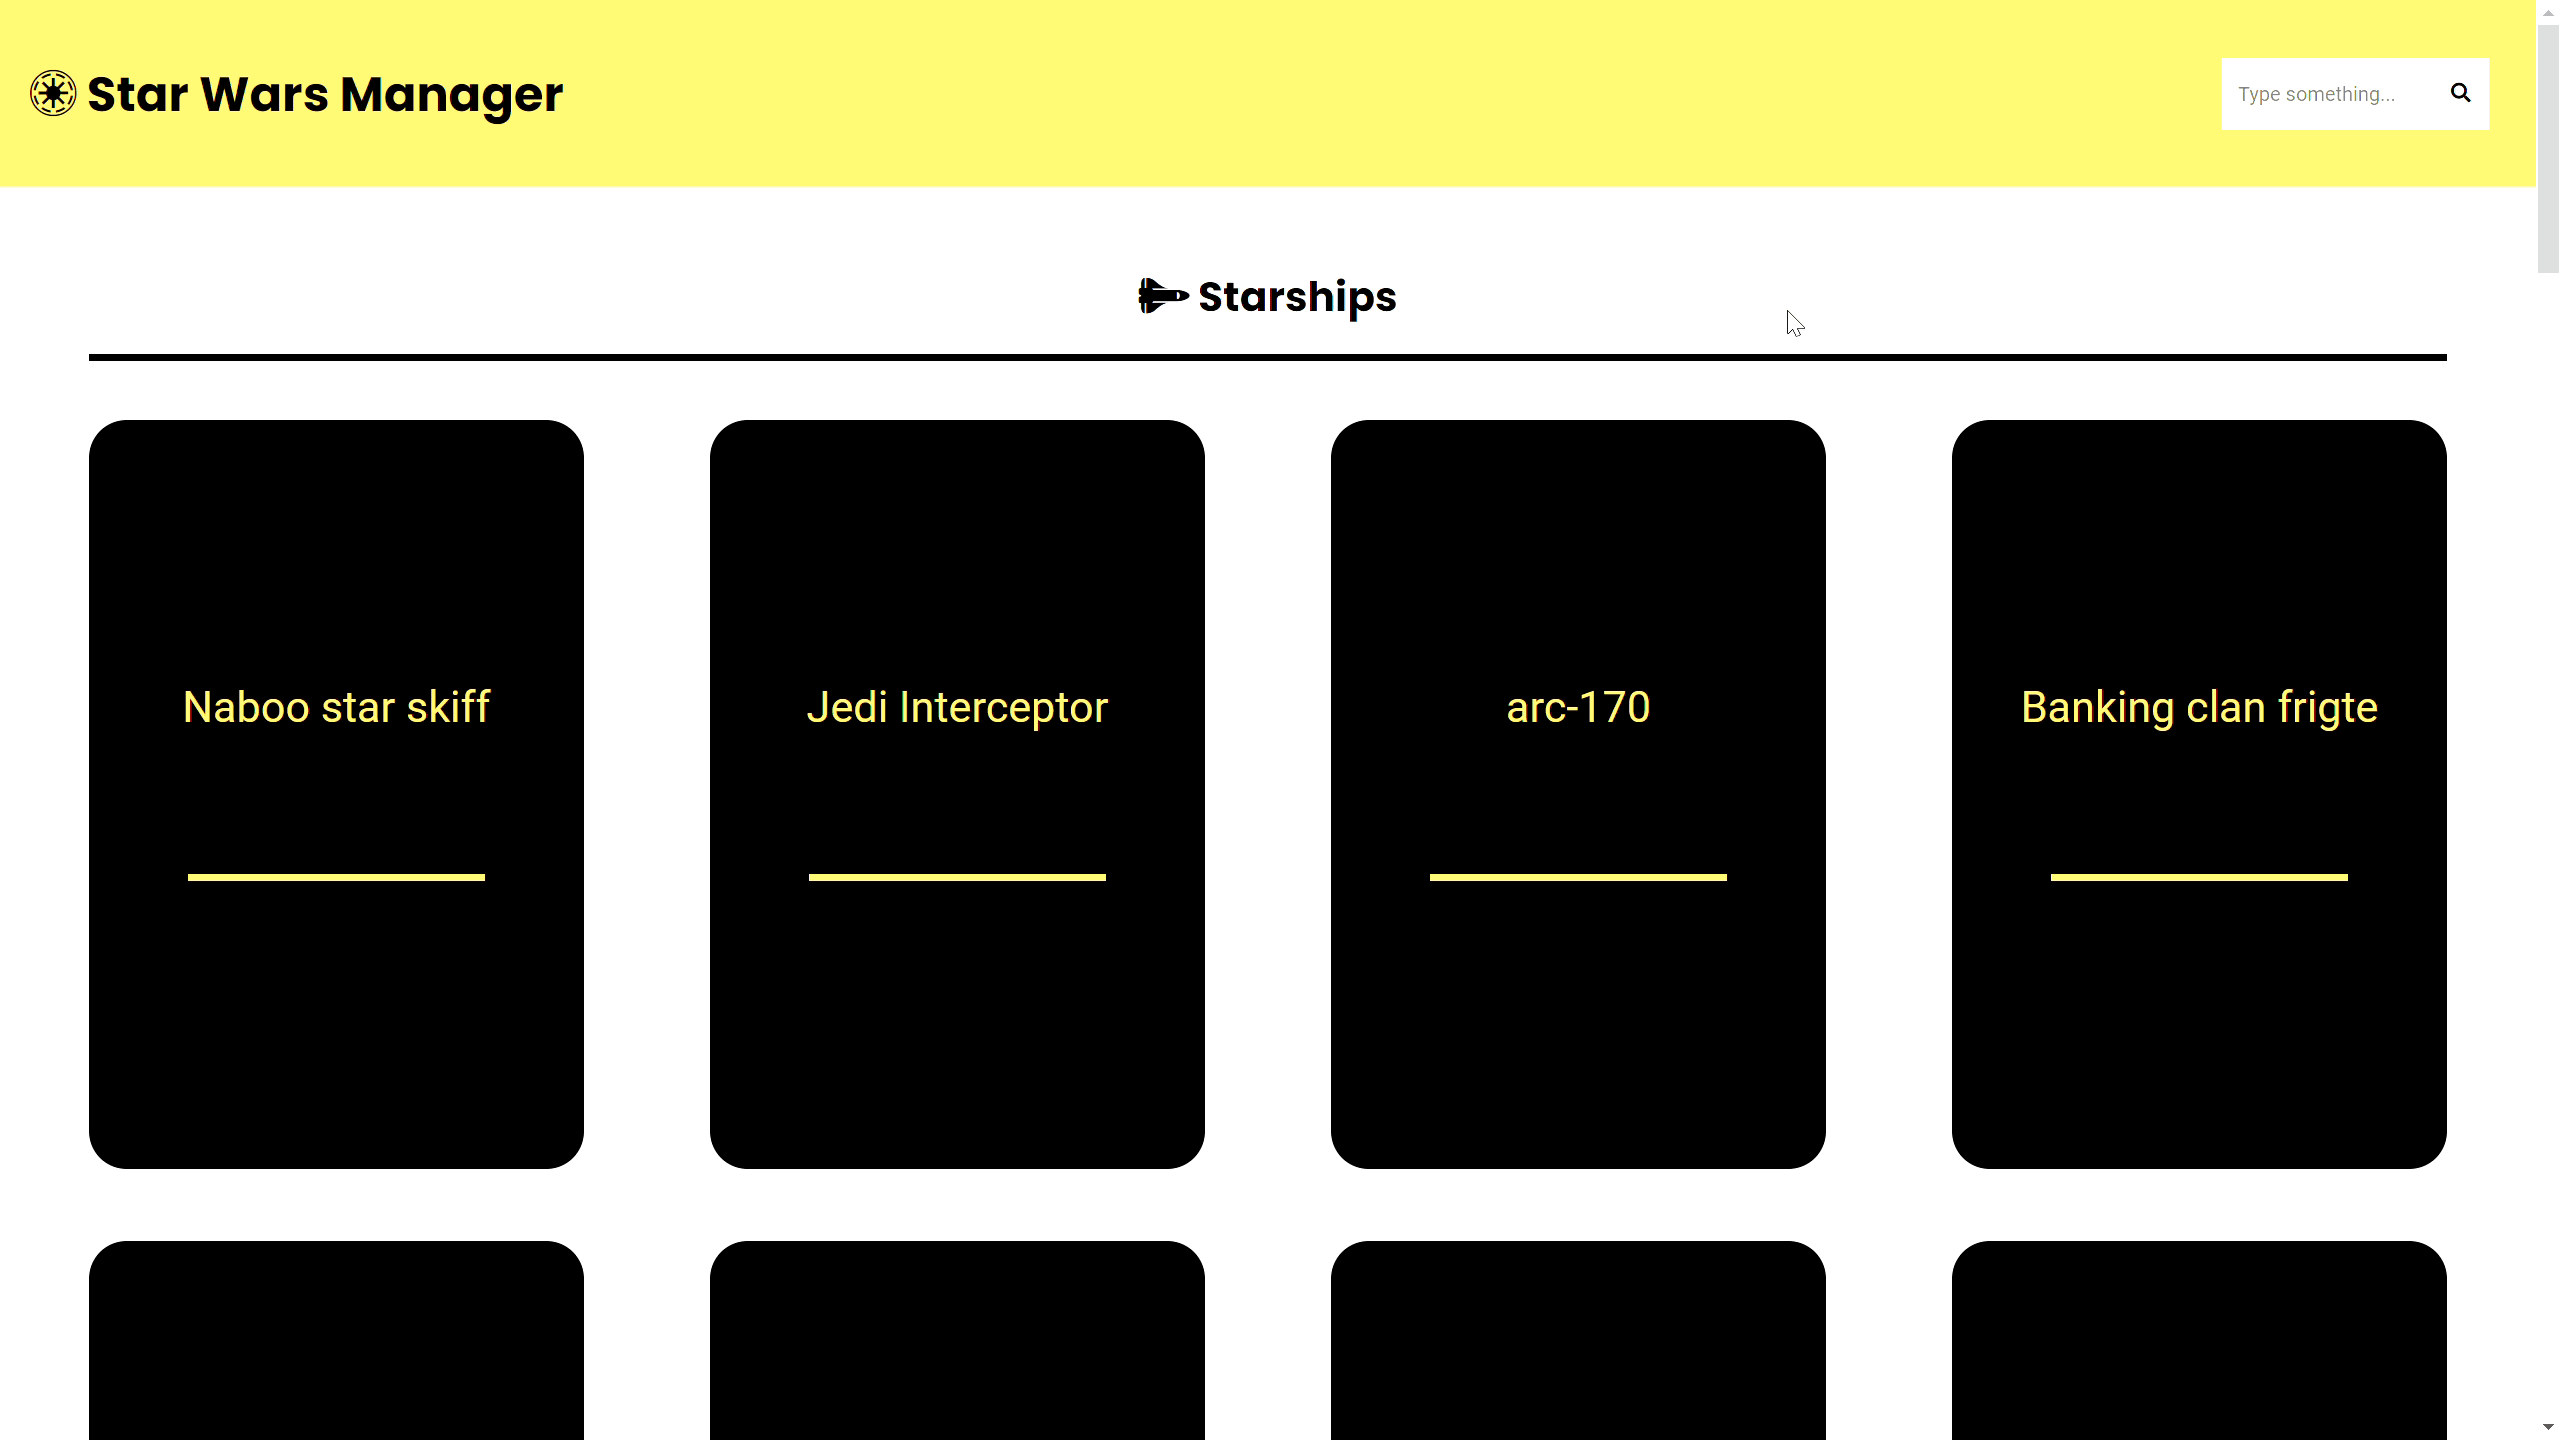 Star Wars Manager
Type something...
Starships
Naboo star skiff
Jedi Interceptor
arc-170
Banking clan frigte